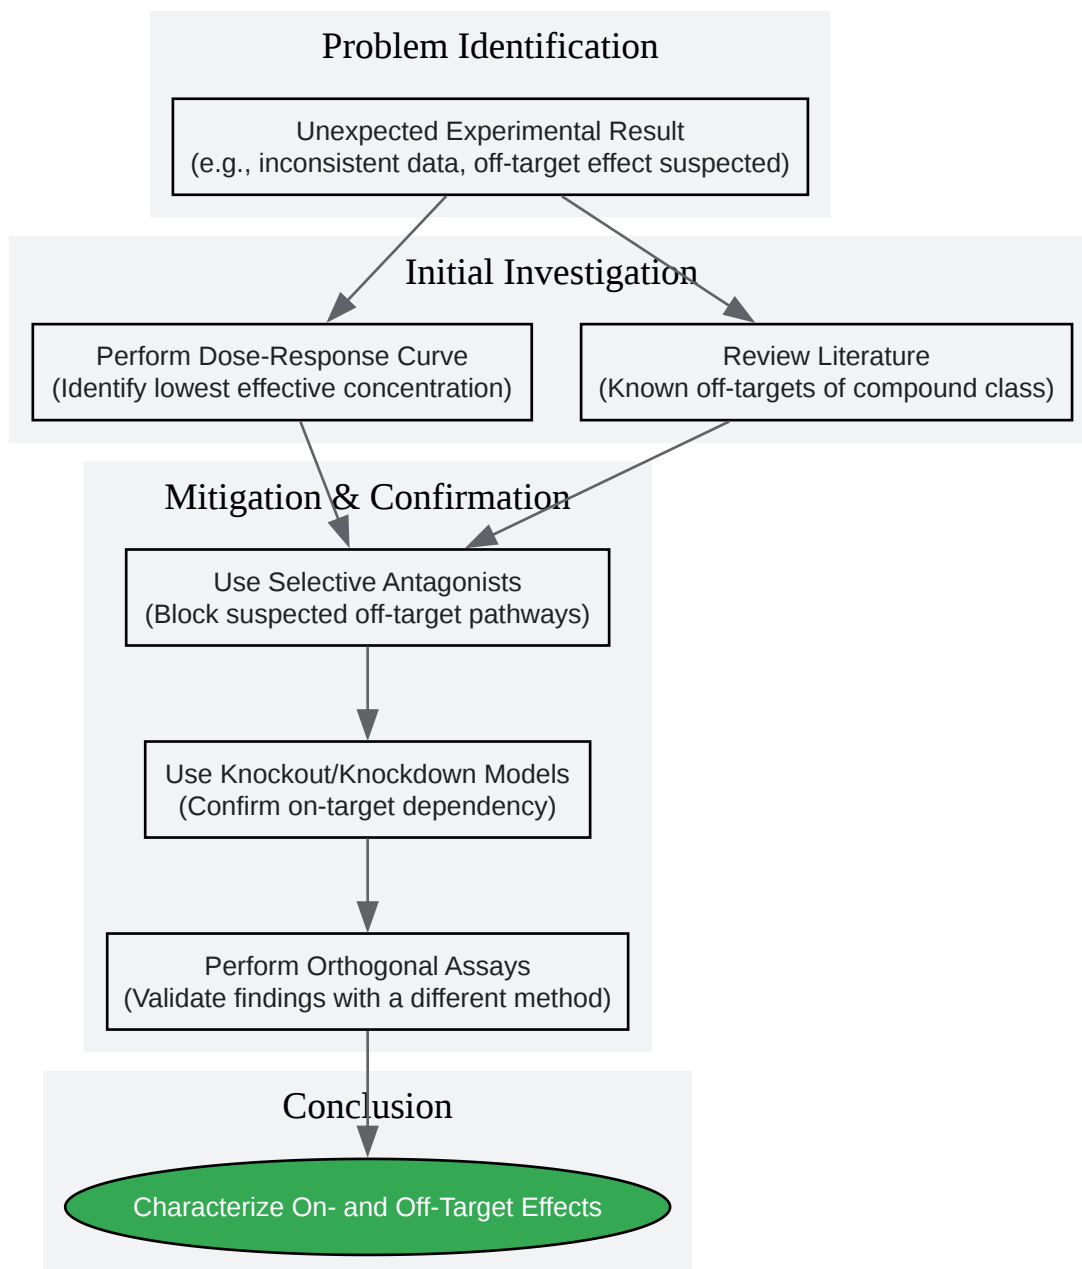 Problem Identification
Unexpected Experimental Result
(e.g., inconsistent data, off-target effect suspected)
Initial Investigation
Perform Dose-Response Curve
(Identify lowest effective concentration)
Review Literature
(Known off-targets of compound class)
Mitigation & Confirmation
Use Selective Antagonists
(Block suspected off-target pathways)
Use Knockout/Knockdown Models
(Confirm on-target dependency)
Perform Orthogonal Assays
(Validate findings with a different method)
Conclusion
Characterize On- and Off-Target Effects